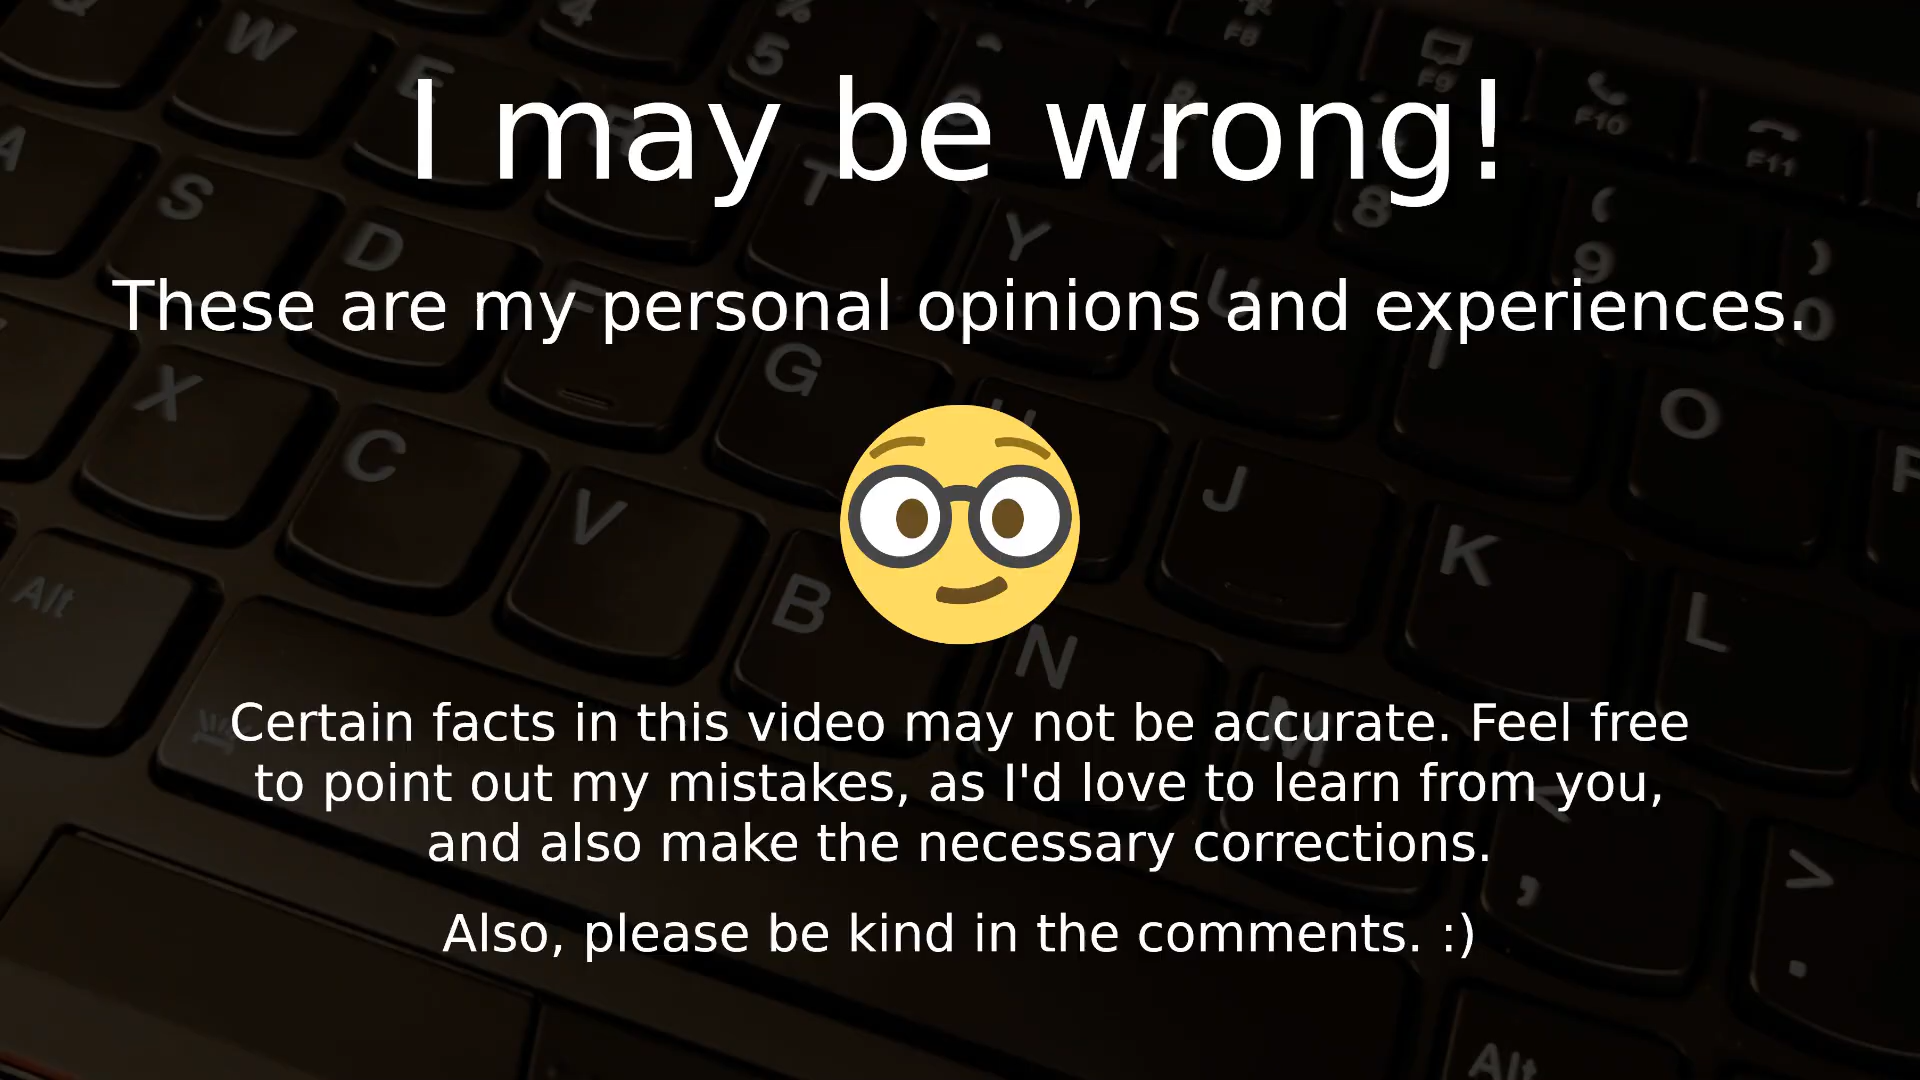 I may be wrong!
These are my personal opinions and experiences.
Certain facts in this video may not be accurate. Feel free
to point out my mistakes, as I'd love to learn from you,
and also make the necessary corrections.
Also, please be kind in the comments. :)